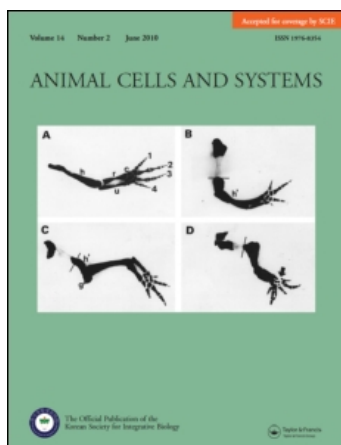 Accepted for coverage by SCIE
Volume 14 Number 2 June 2010 ISSN 1976-8354
ANIMAL CELLS AND SYSTEMS
A
h r c 1 2 3 4 u
B
h'
C
h' g
D
The Official Publication of the
Korean Society for Integrative Biology
Taylor & Francis